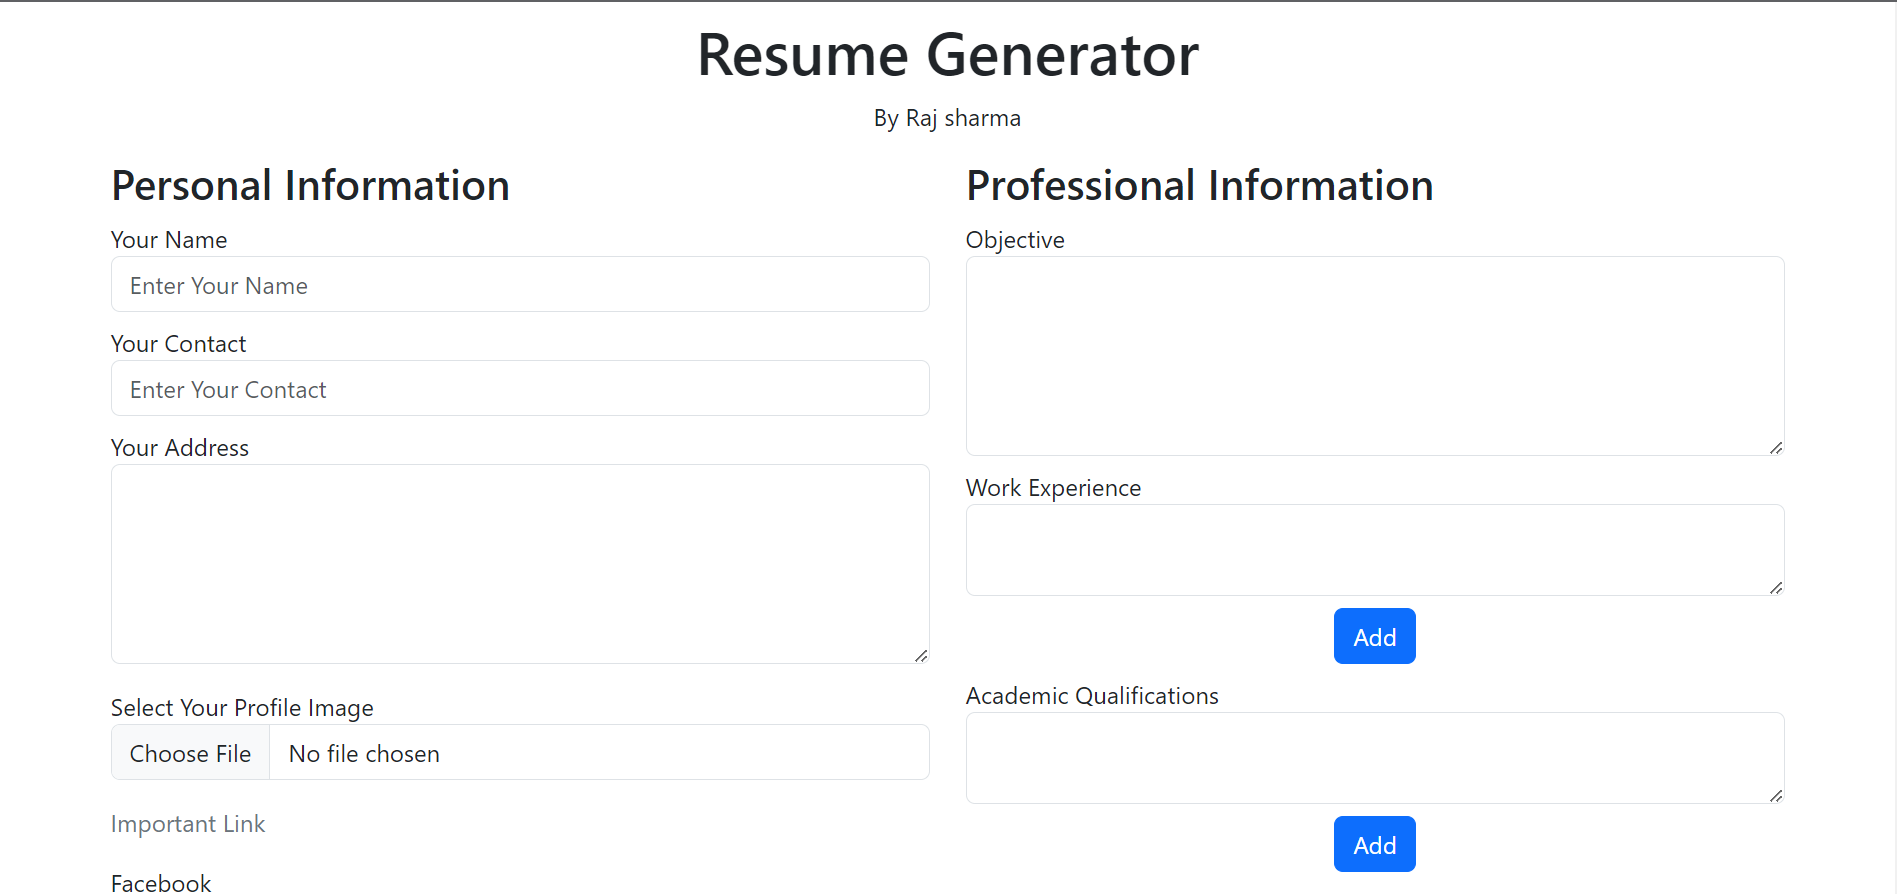 Resume Generator
By Raj sharma
Personal Information
Your Name
Enter Your Name
Your Contact
Enter Your Contact
Your Address
Select Your Profile Image
Choose File No file chosen
Important Link
Facebook
Professional Information
Objective
Work Experience
Add
Academic Qualifications
Add